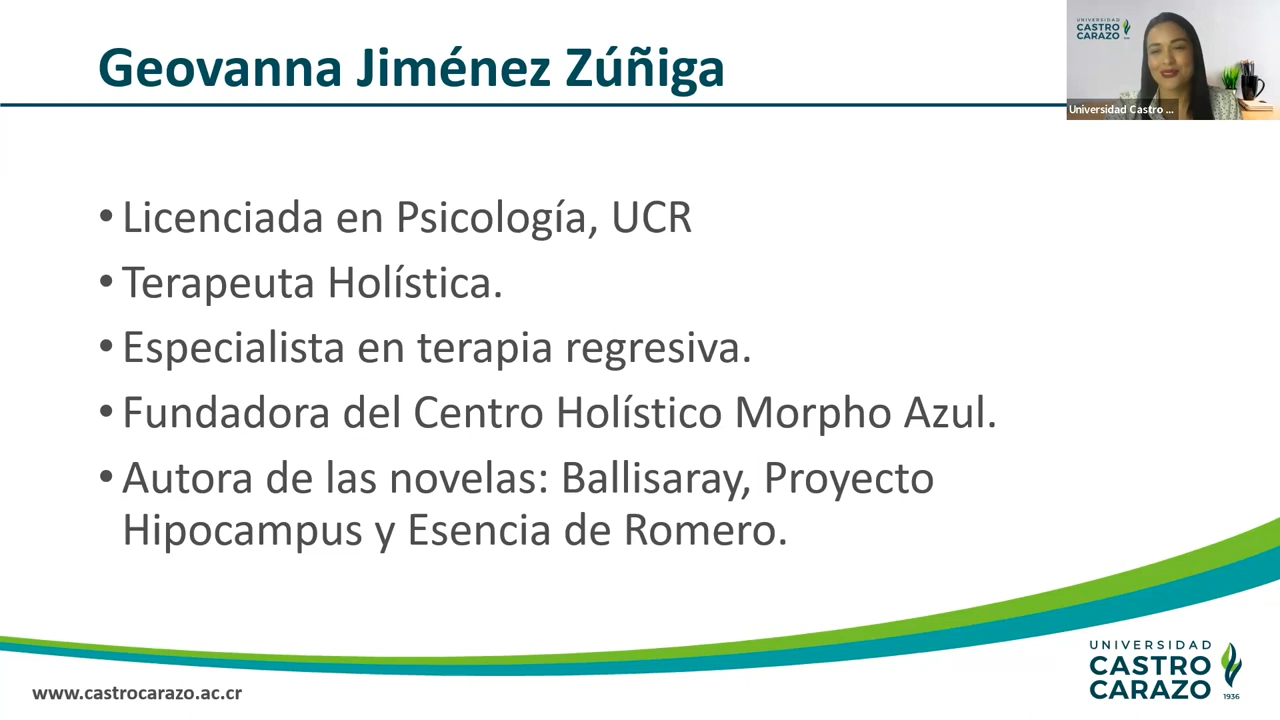 Geovanna Jiménez Zúñiga
UNIVERSIDAD
CASTRO
CARAZO
Universidad Castro ...
• Licenciada en Psicología, UCR
• Terapeuta Holística.
• Especialista en terapia regresiva.
• Fundadora del Centro Holístico Morpho Azul.
• Autora de las novelas: Ballisaray, Proyecto
Hipocampus y Esencia de Romero.
www.castrocarazo.ac.cr
UNIVERSIDAD
CASTRO
CARAZO
1936